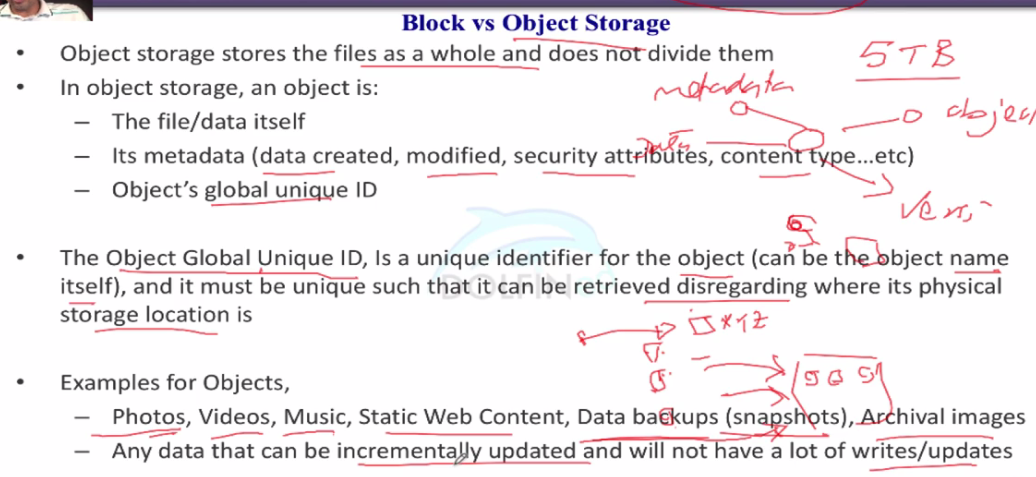 Block vs Object Storage
• Object storage stores the files as a whole and does not divide them
5TB
• In object storage, an object is:
metadata
– The file/data itself
object
– Its metadata (data created, modified, security attributes, content type...etc)
– Object's global unique ID
• The Object Global Unique ID, Is a unique identifier for the object (can be the object name
itself), and it must be unique such that it can be retrieved disregarding where its physical
DOLFIN
storage location is
XYZ
• Examples for Objects,
– Photos, Videos, Music, Static Web Content, Data backups (snapshots), Archival images
– Any data that can be incrementally updated and will not have a lot of writes/updates